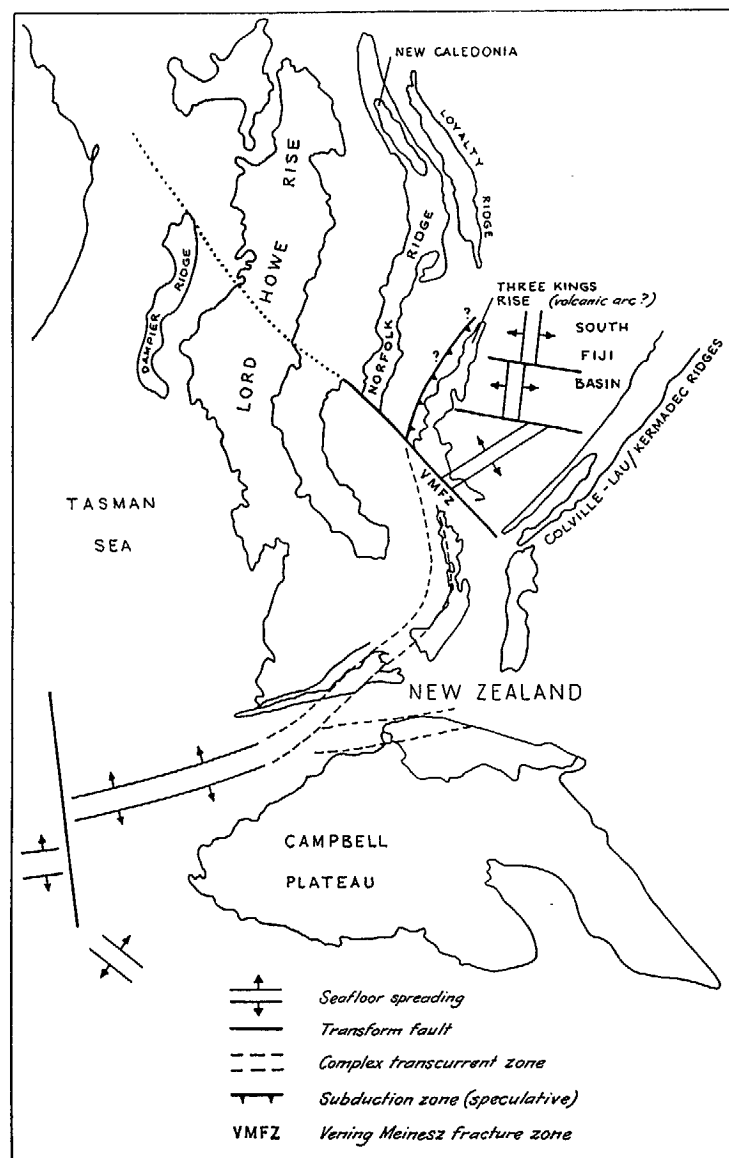 NEW CALEDONIA
LOYALTY
RIDGE
RISE
HOWE
LORD
NORFOLK
RIDGE
DAMPIER
RIDGE
THREE KINGS
RISE (volcanic arc ?)
?
?
SOUTH
FIJI
BASIN
VMFZ
COLVILLE-LAU/KERMADEC RIDGES
TASMAN
SEA
NEW ZEALAND
CAMPBELL
PLATEAU
Seafloor spreading
Transform fault
Complex transcurrent zone
Subduction zone (speculative)
VMFZ Vening Meinesz fracture zone